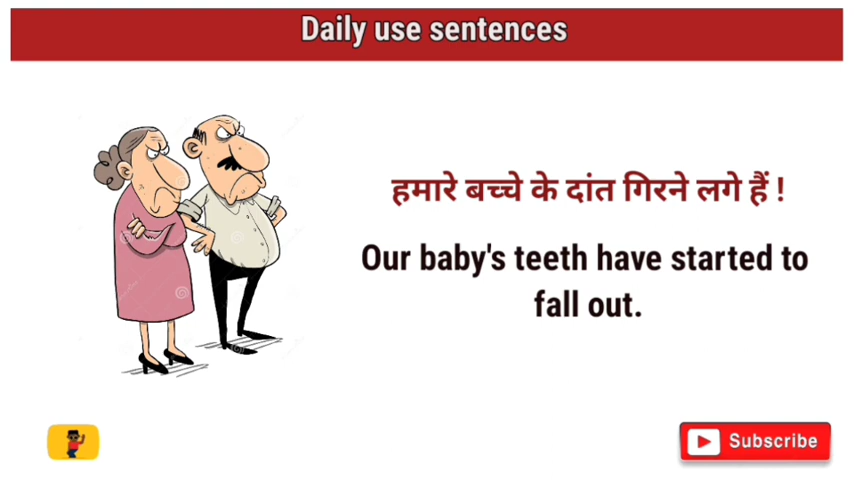 Daily use sentences
हमारे बच्चे के दांत गिरने लगे हैं !
Our baby's teeth have started to
fall out.
Subscribe